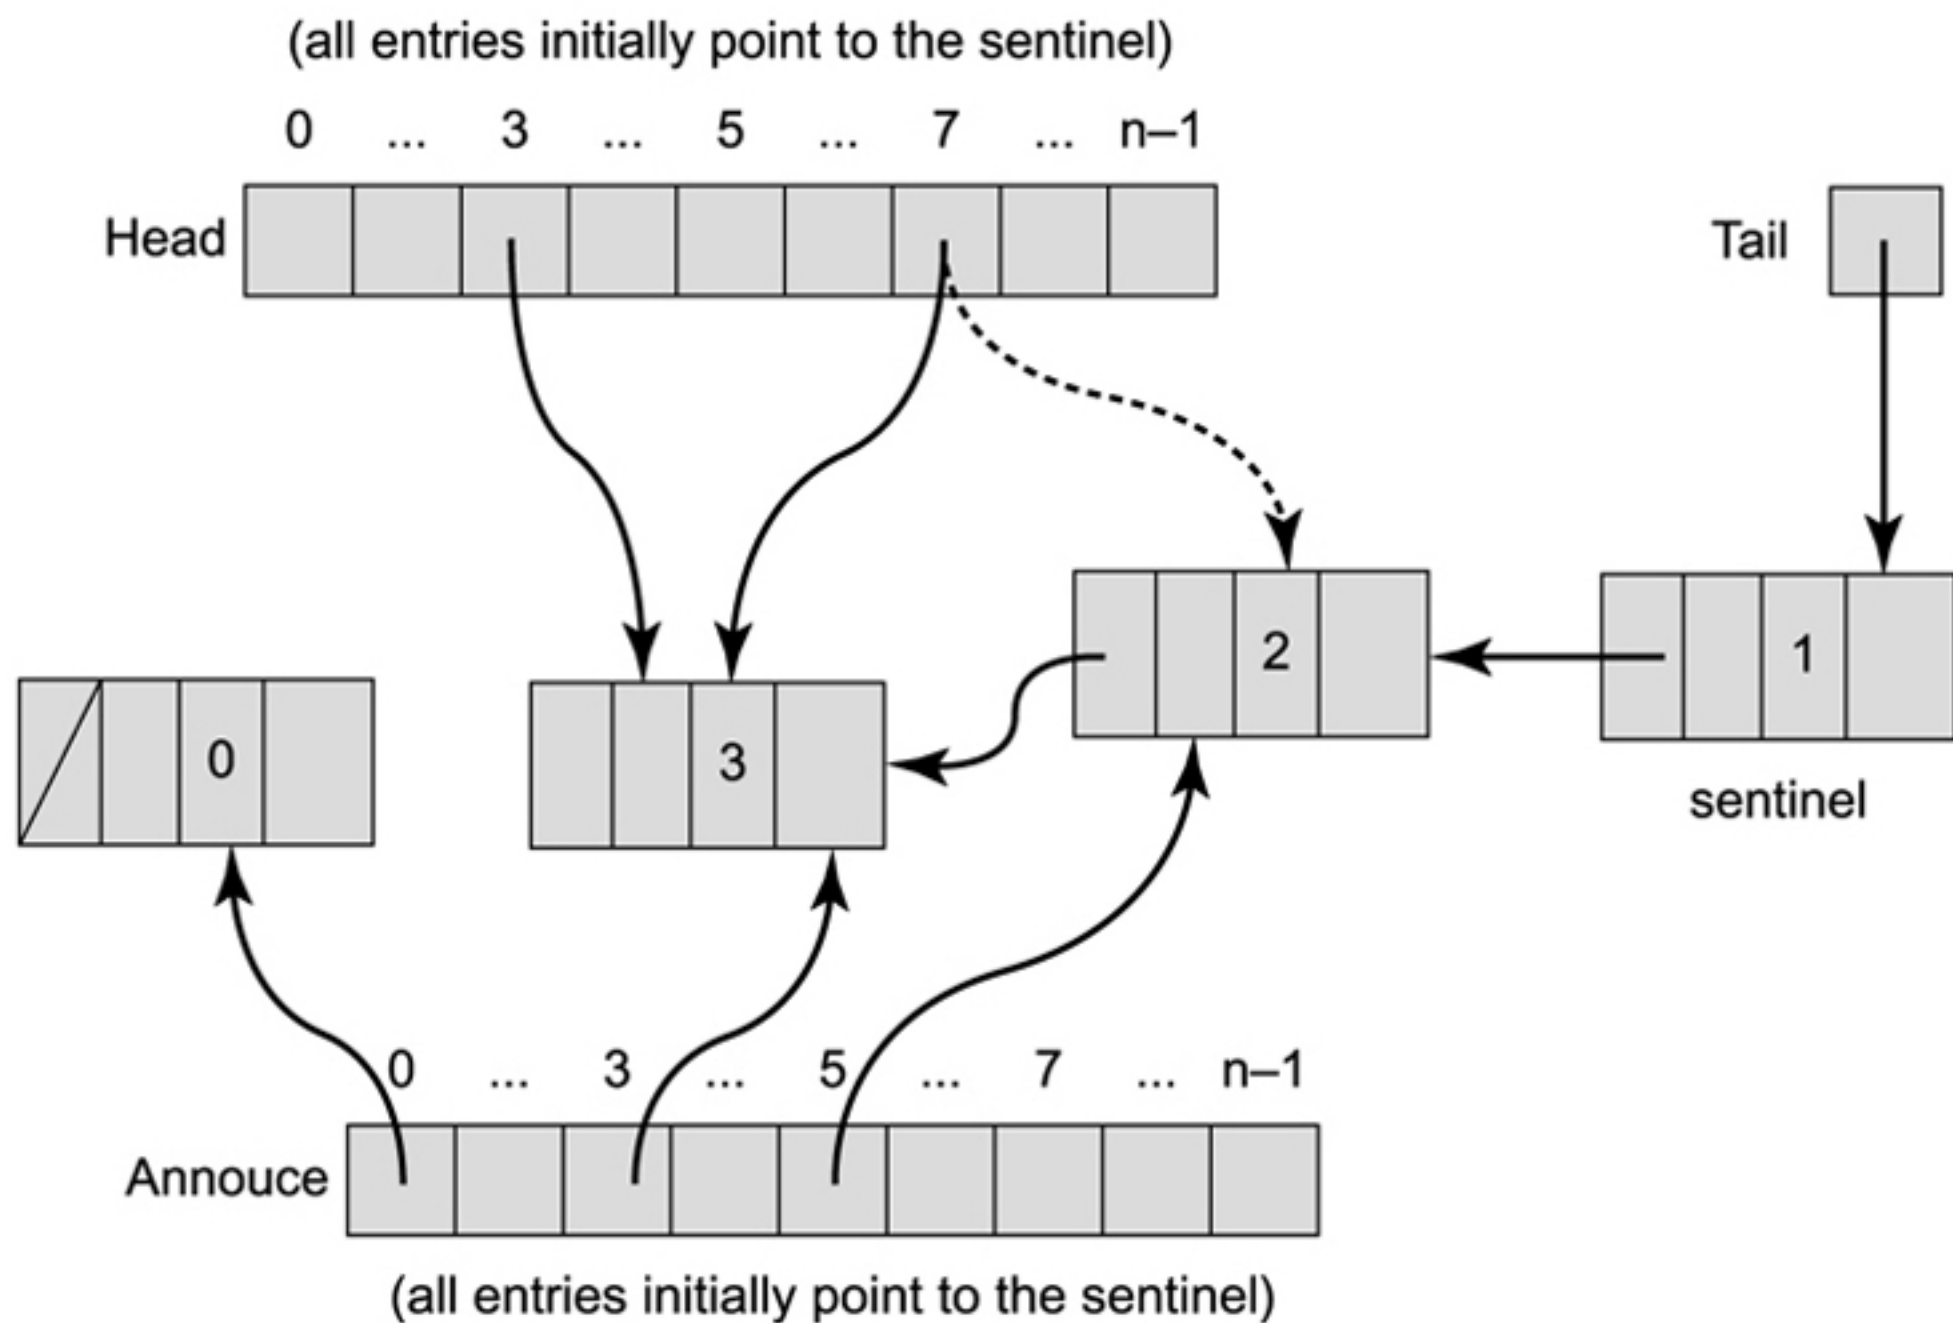 (all entries initially point to the sentinel)
0 ... 3 ... 5 ... 7 ... n–1
Head
Tail
2
1
0
3
sentinel
0 ... 3 ... 5 ... 7 ... n–1
Annouce
(all entries initially point to the sentinel)